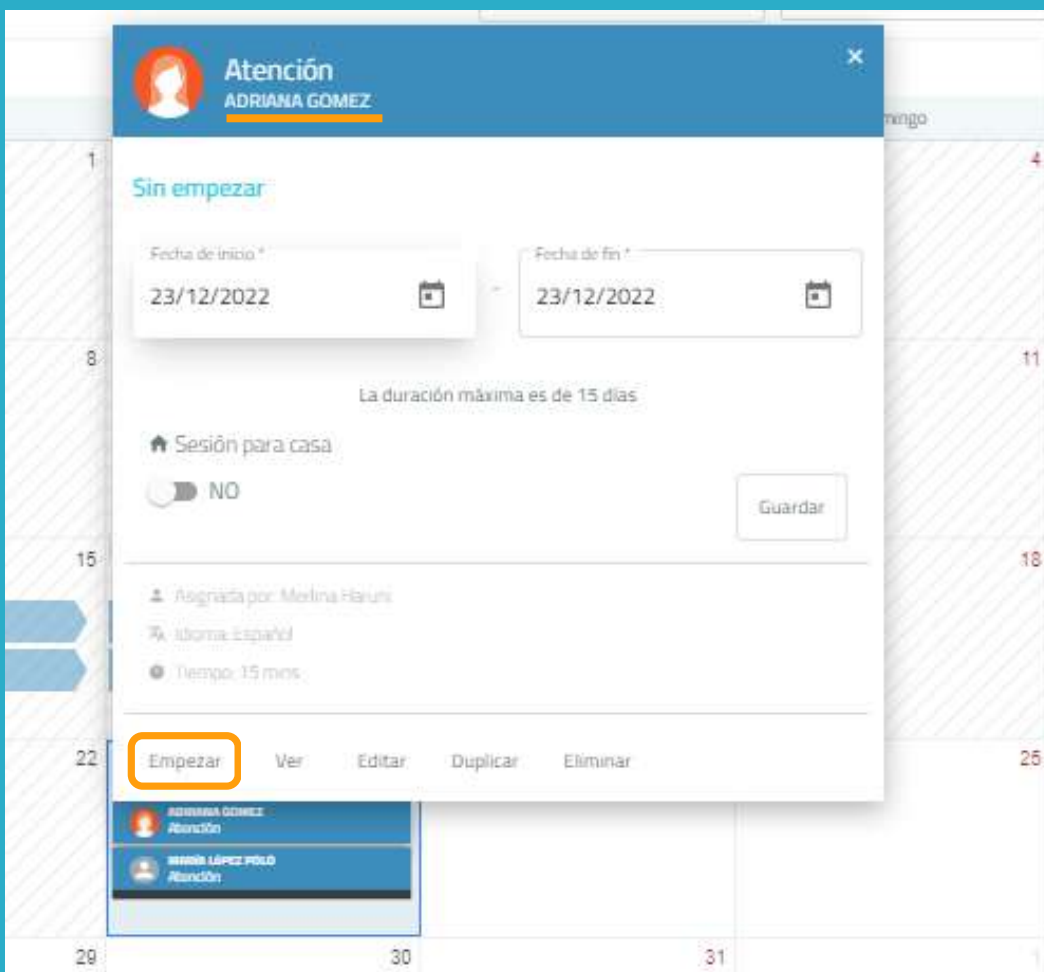 Atención
ADRIANA GOMEZ
×
mingo
1
4
Sin empezar
Fecha de inicio *
Fecha de fin *
23/12/2022
-
23/12/2022
8
11
La duración máxima es de 15 días
Sesión para casa
NO
Guardar
15
18
Asignada por: Medina Haruni
Idioma: Español
Tiempo: 15 mins
22
25
Empezar Ver Editar Duplicar Eliminar
ADRIANA GOMEZ
Atención
MARÍA LÓPEZ POLO
Atención
29
30
31
1